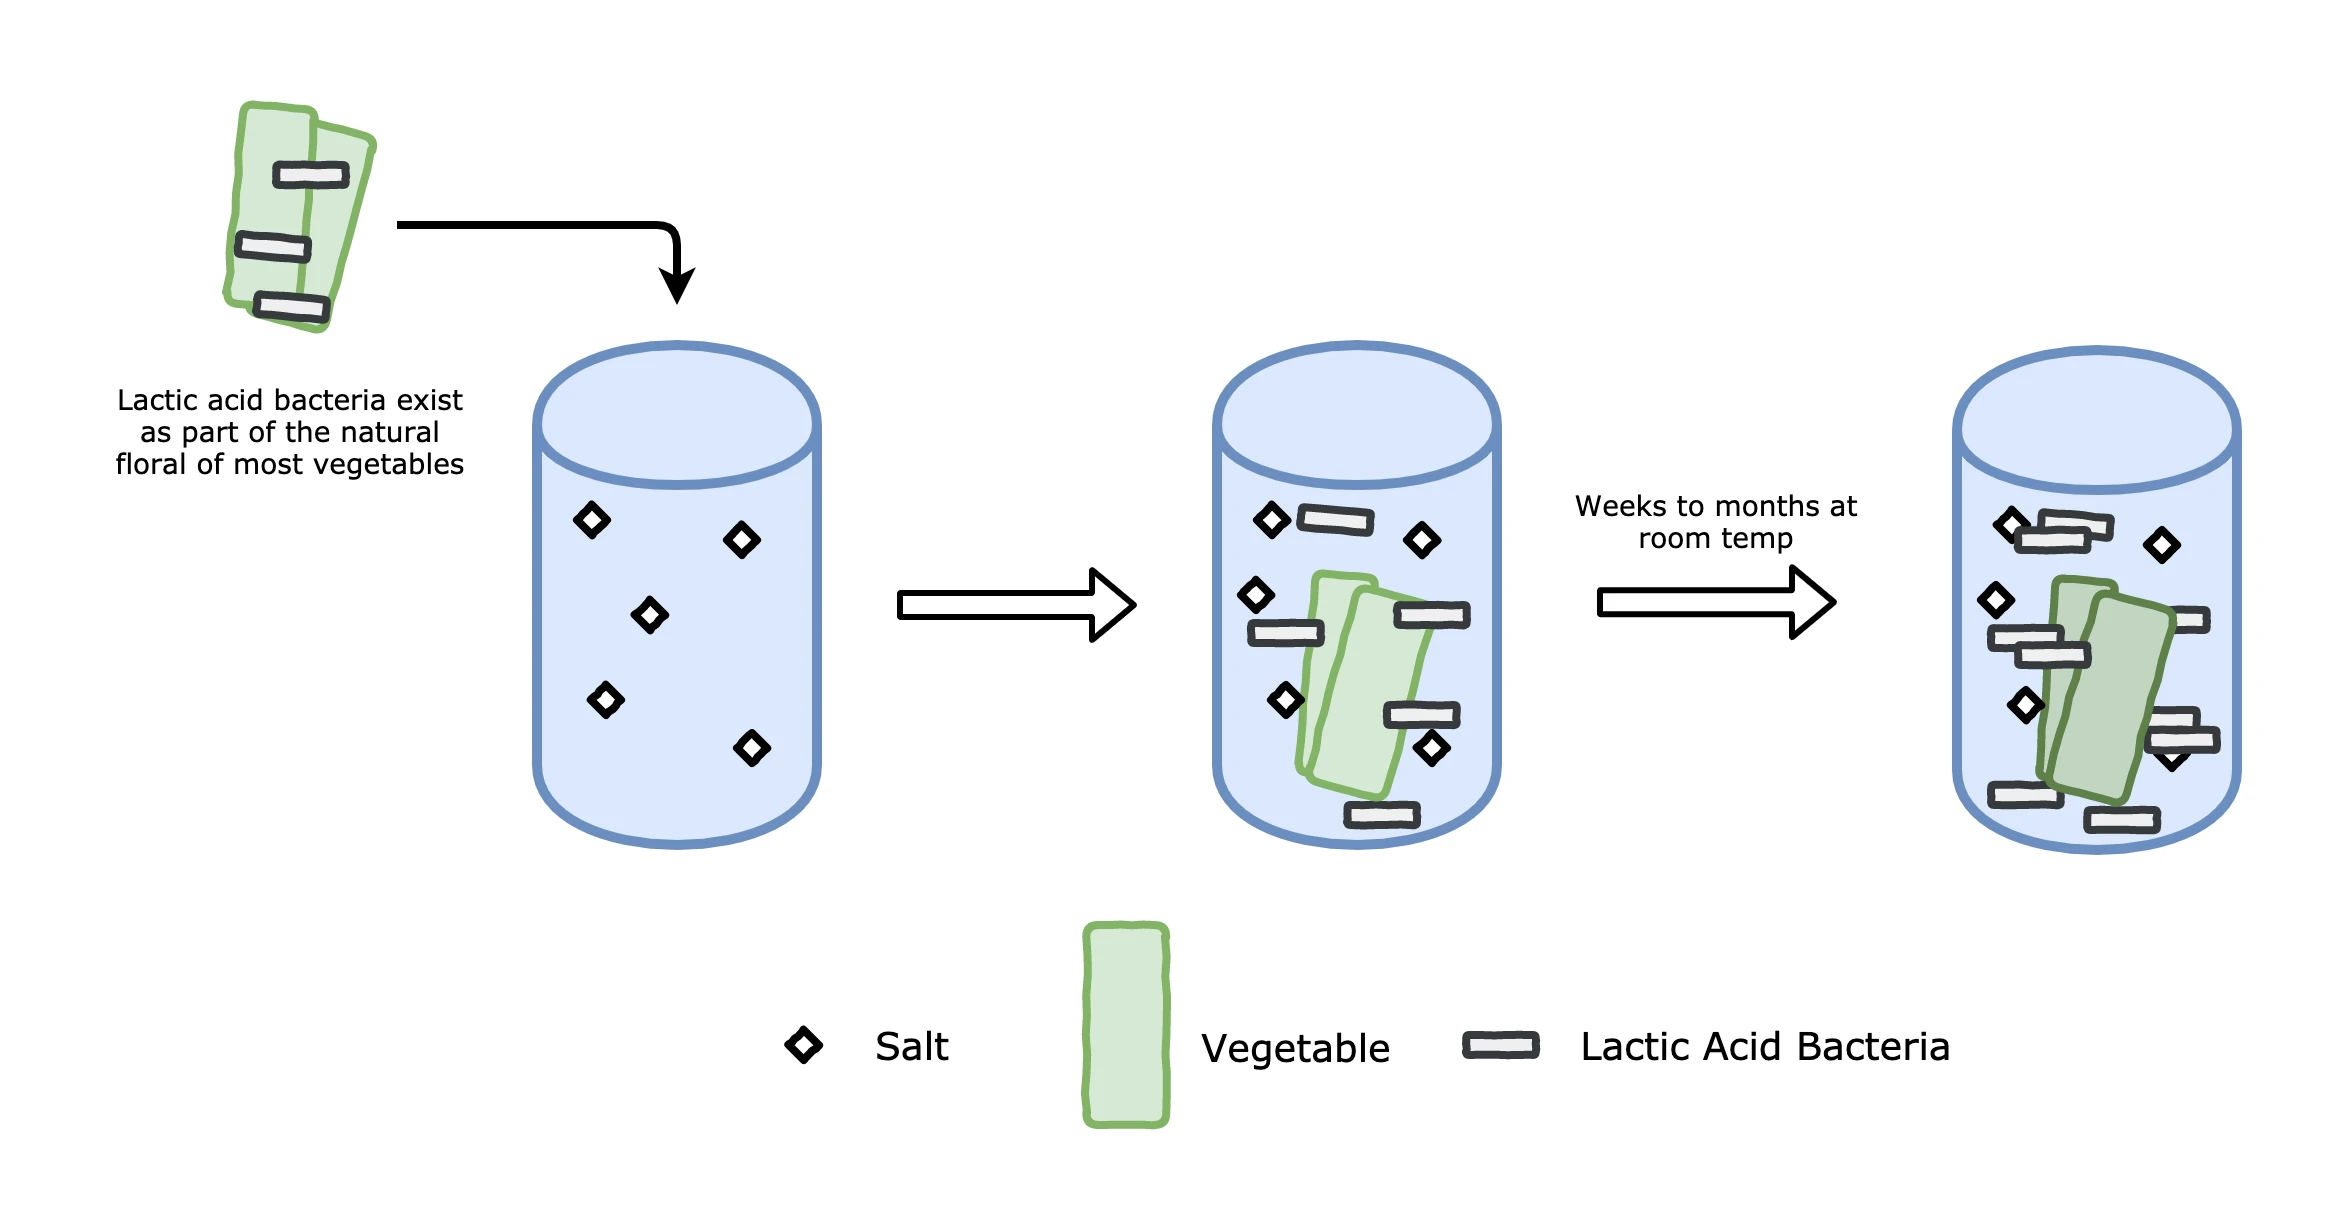 Lactic acid bacteria exist
as part of the natural
floral of most vegetables
Weeks to months at
room temp
Salt
Vegetable
Lactic Acid Bacteria